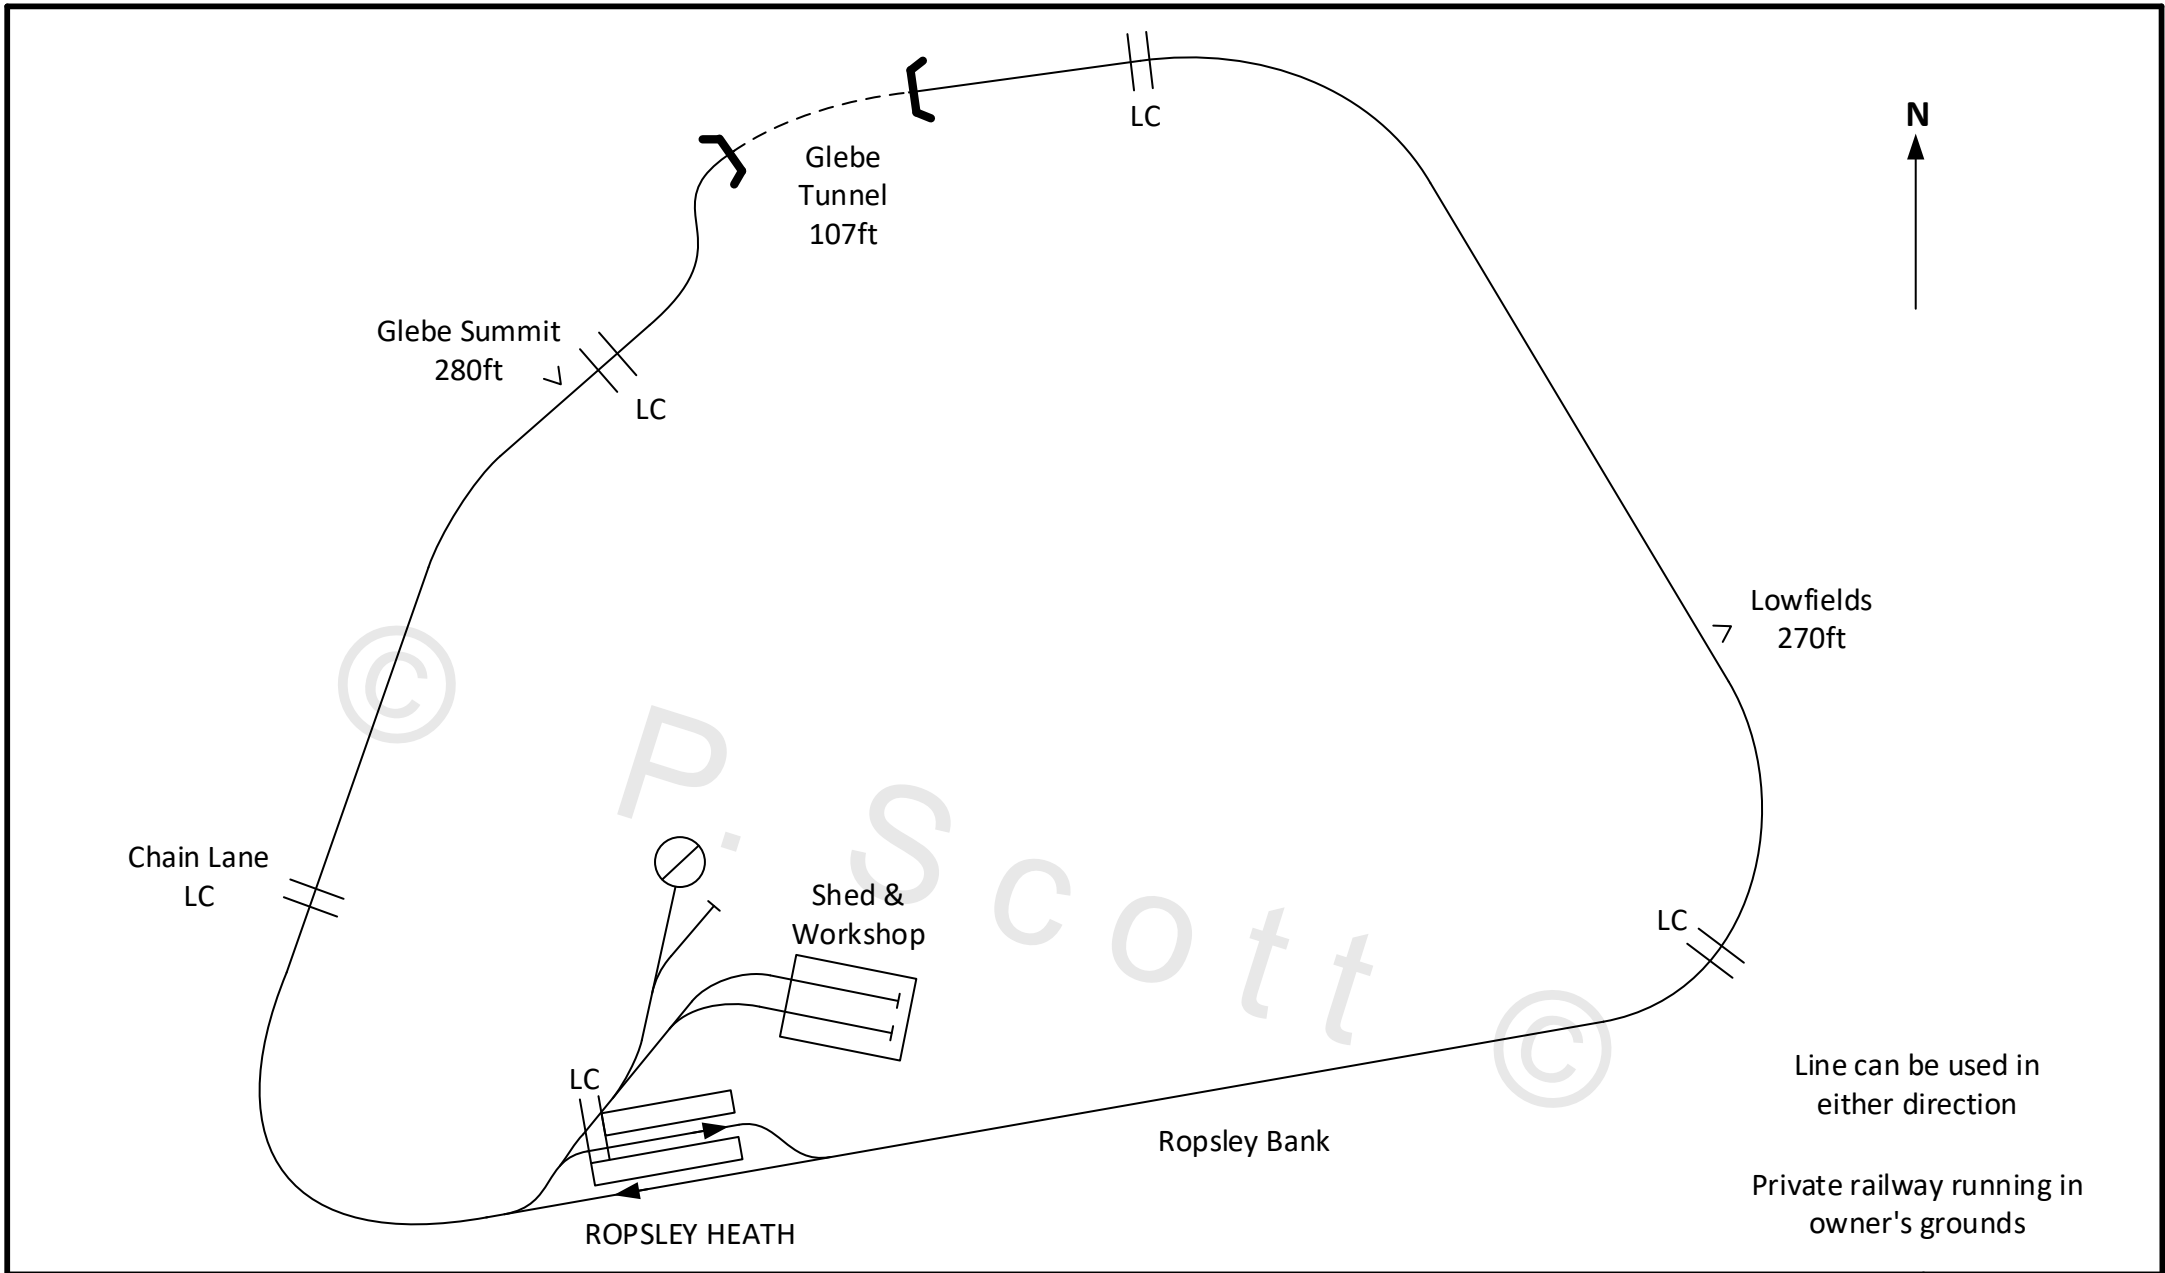 LC
N
Glebe
Tunnel
107ft
Glebe Summit
280ft
LC
Lowfields
270ft
© P. Scott ©
Chain Lane
LC
Shed &
Workshop
LC
LC
Line can be used in
either direction
Ropsley Bank
Private railway running in
owner's grounds
ROPSLEY HEATH